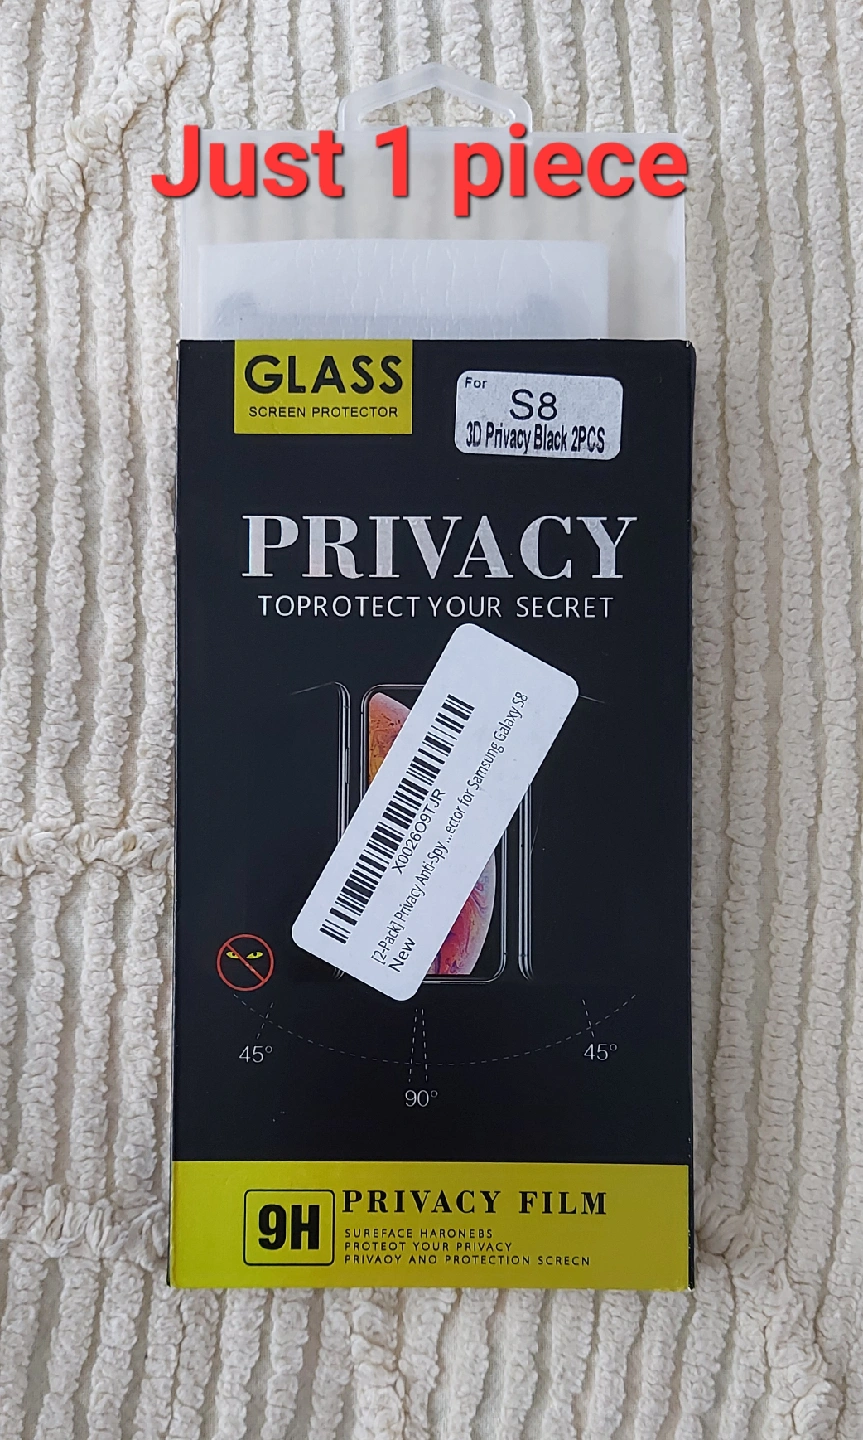 Just 1 piece
GLASS
SCREEN PROTECTOR
For
S8
3D Privacy Black 2PCS
PRIVACY
TOPROTECT YOUR SECRET
X0026O9TJR
[2-Pack] Privacy Anti-Spy ... ector for Samsung Galaxy S8
New
45°
90°
45°
9H
PRIVACY FILM
SUREFACE HARONEBS
PROTEOT YOUR PRIVACY
PRIVAOY AND PROTECTION SCRECN